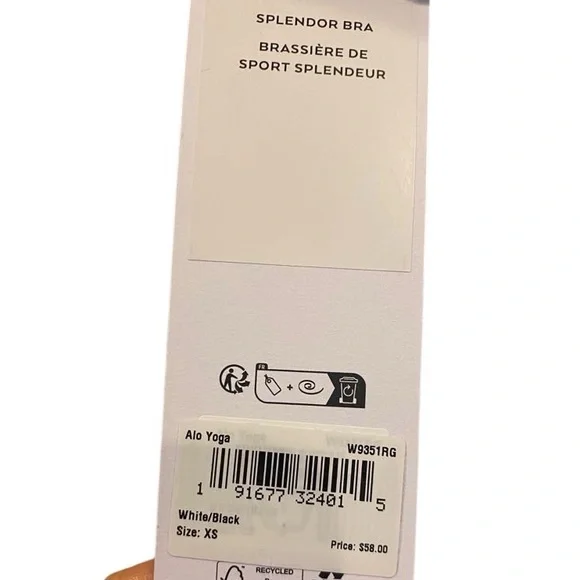 SPLENDOR BRA
BRASSIÈRE DE
SPORT SPLENDEUR
FR
Alo Yoga
W9351RG
1 91677 32401 5
White/Black
Size: XS
Price: $58.00
RECYCLED